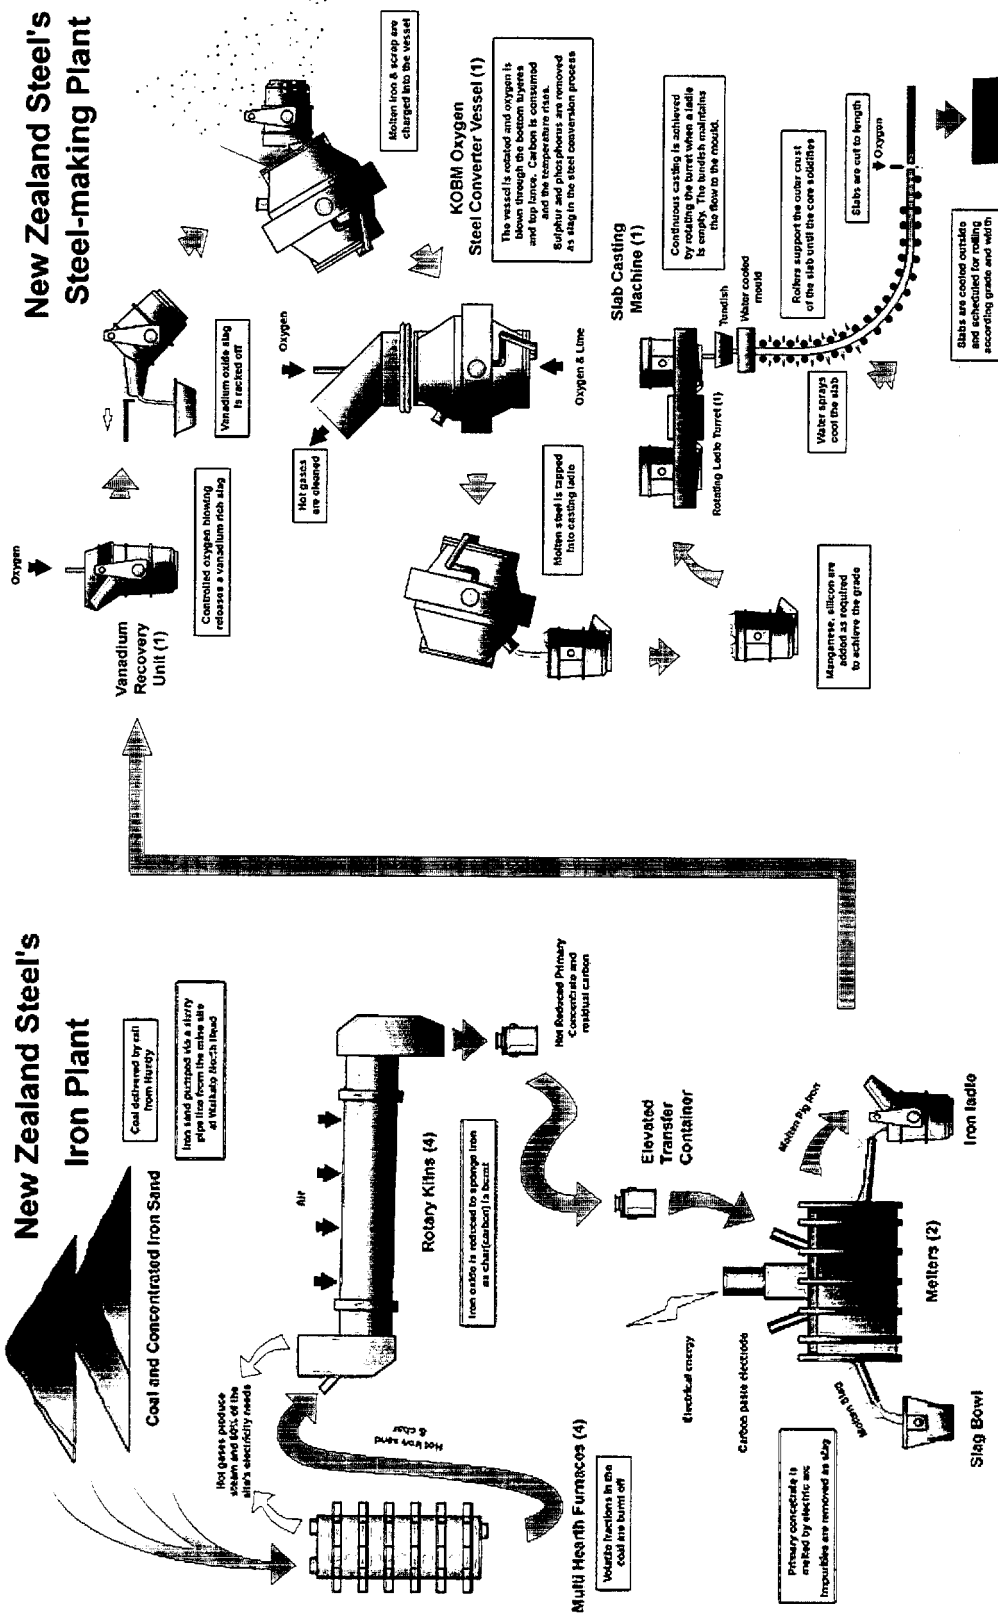 New Zealand Steel's
Iron Plant
Coal delivered by rail
from Huntly
Iron sand pumped via a slurry
pipe line from the mine site
at Waikato North Head
Coal and Concentrated Iron Sand
Hot gases produce
steam and 60% of the
site's electricity needs
Multi Hearth Furnaces (4)
Volatile fractions in the
coal are burnt off
Hot iron sand
& char
Air
Rotary Kilns (4)
Iron oxide is reduced to sponge iron
as char(carbon) is burnt
Hot Reduced Primary
Concentrate and
residual carbon
Elevated
Transfer
Container
Electrical energy
Carbon paste electrode
Primary concetrate is
melted by electric arc
Impurities are removed as slag
Molten Slag
Slag Bowl
Melters (2)
Molten Pig Iron
Iron ladle
New Zealand Steel's
Steel-making Plant
Oxygen
Vanadium
Recovery
Unit (1)
Controlled oxygen blowing
releases a vanadium rich slag
Vanadium oxide slag
is racked off
Molten iron & scrap are
charged into the vessel
KOBM Oxygen
Steel Converter Vessel (1)
The vessel is rotated and oxygen is
blown through the bottom tuyeres
and top lance. Carbon is consumed
and the temperature rises.
Sulphur and phosphorus are removed
as slag in the steel conversion process
Oxygen
Hot gases
are cleaned
Oxygen & Lime
Molten steel is tapped
into casting ladle
Manganese, silicon are
added as required
to achieve the grade
Slab Casting
Machine (1)
Continuous casting is achieved
by rotating the turret when a ladle
is empty. The tundish maintains
the flow to the mould.
Rotating Ladle Turret (1)
Tundish
Water cooled
mould
Rollers support the outer crust
of the slab until the core solidifies
Water sprays
cool the slab
Slabs are cut to length
Oxygen
Slabs are cooled outside
and scheduled for rolling
according grade and width